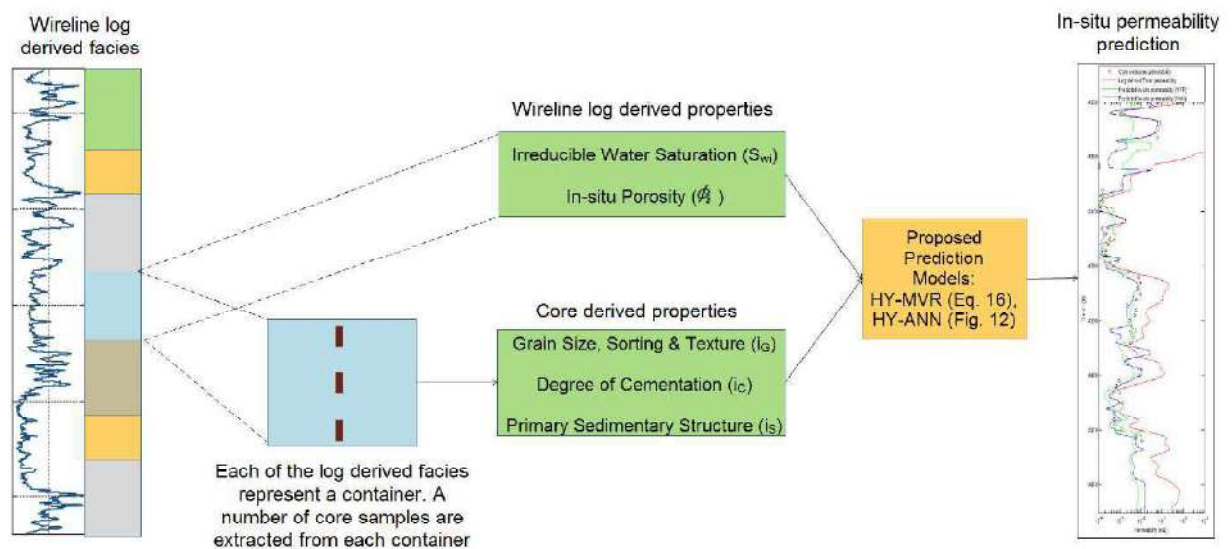 Wireline log
derived facies
In-situ permeability
prediction
Wireline log derived properties
Irreducible Water Saturation (Swi)
In-situ Porosity (ϕ )
Proposed
Prediction
Models:
HY-MVR (Eq. 16),
HY-ANN (Fig. 12)
Core derived properties
Grain Size, Sorting & Texture (iG)
Degree of Cementation (iC)
Primary Sedimentary Structure (iS)
Each of the log derived facies
represent a container. A
number of core samples are
extracted from each container